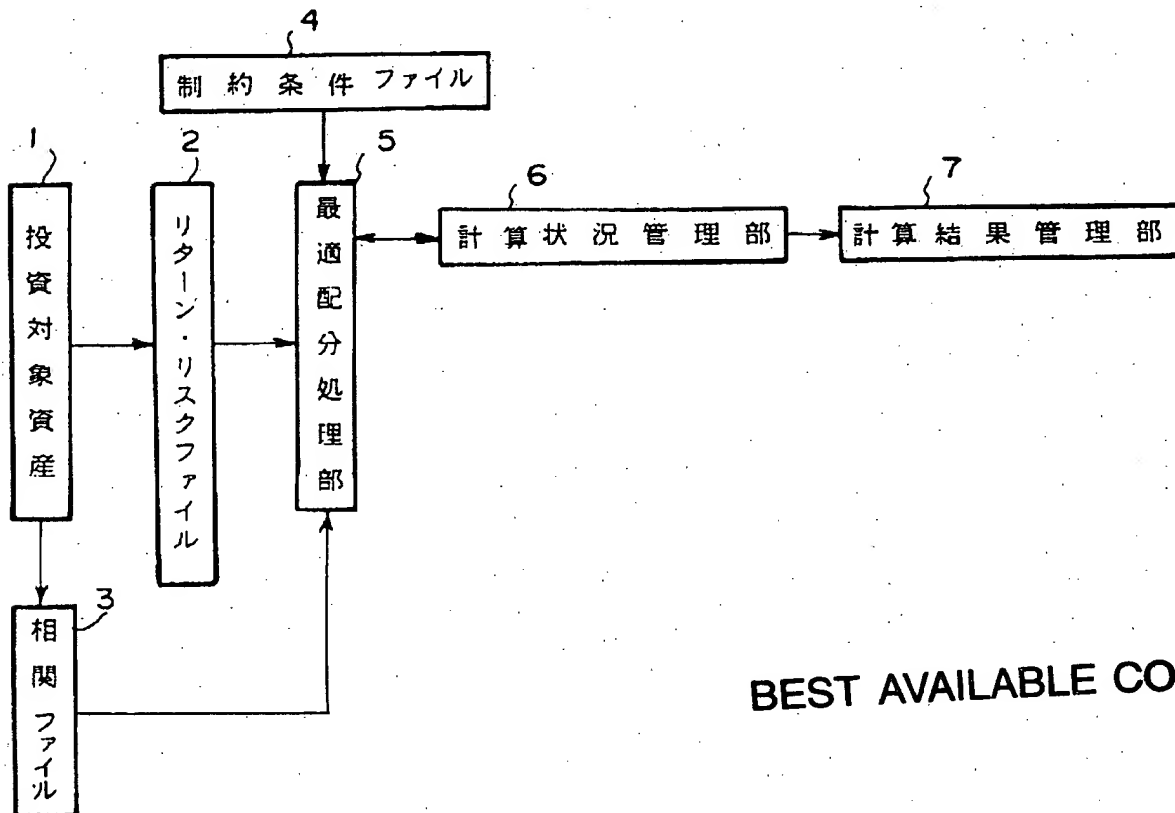 4
制約条件ファイル
1
2
5
6
7
投資対象資産
リターン・リスクファイル
最適配分処理部
計算状況管理部
計算結果管理部
3
相関ファイル
BEST AVAILABLE CO